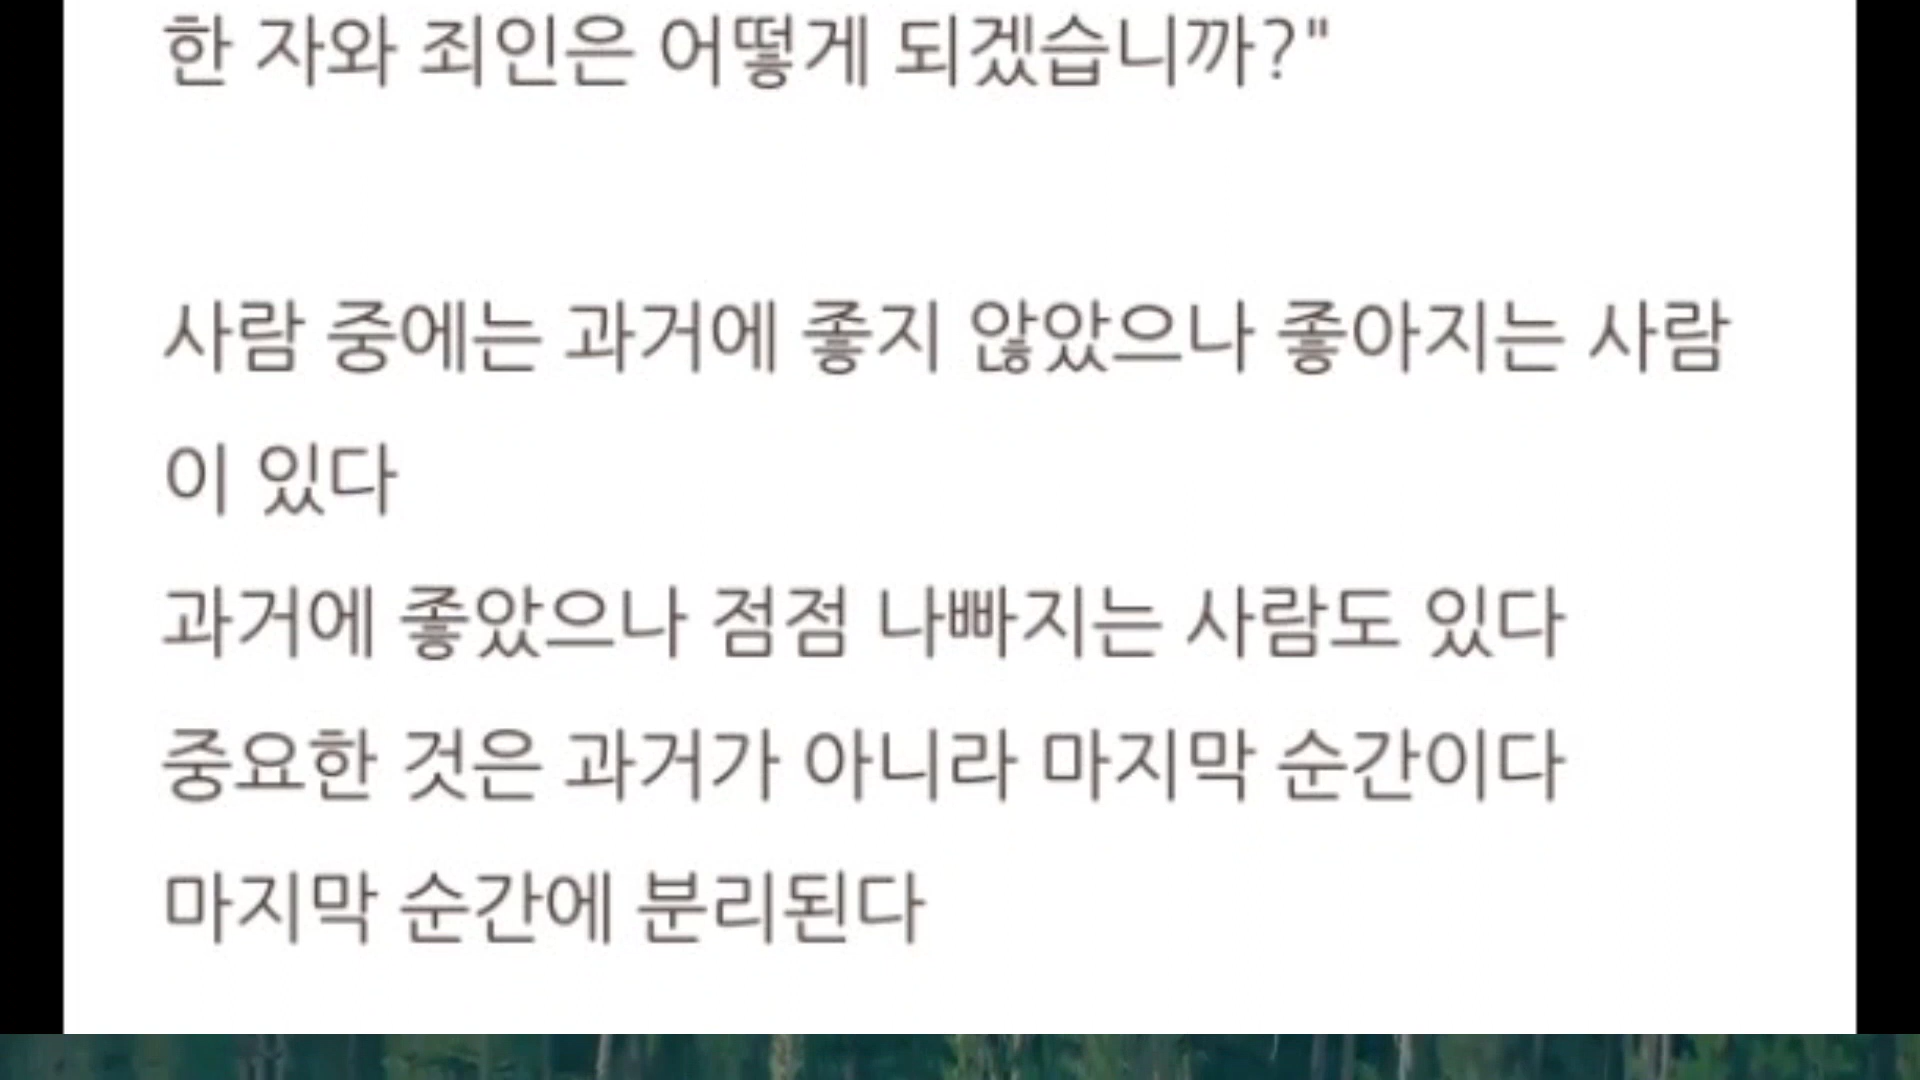 한 자와 죄인은 어떻게 되겠습니까?"
사람 중에는 과거에 좋지 않았으나 좋아지는 사람
이 있다
과거에 좋았으나 점점 나빠지는 사람도 있다
중요한 것은 과거가 아니라 마지막 순간이다
마지막 순간에 분리된다